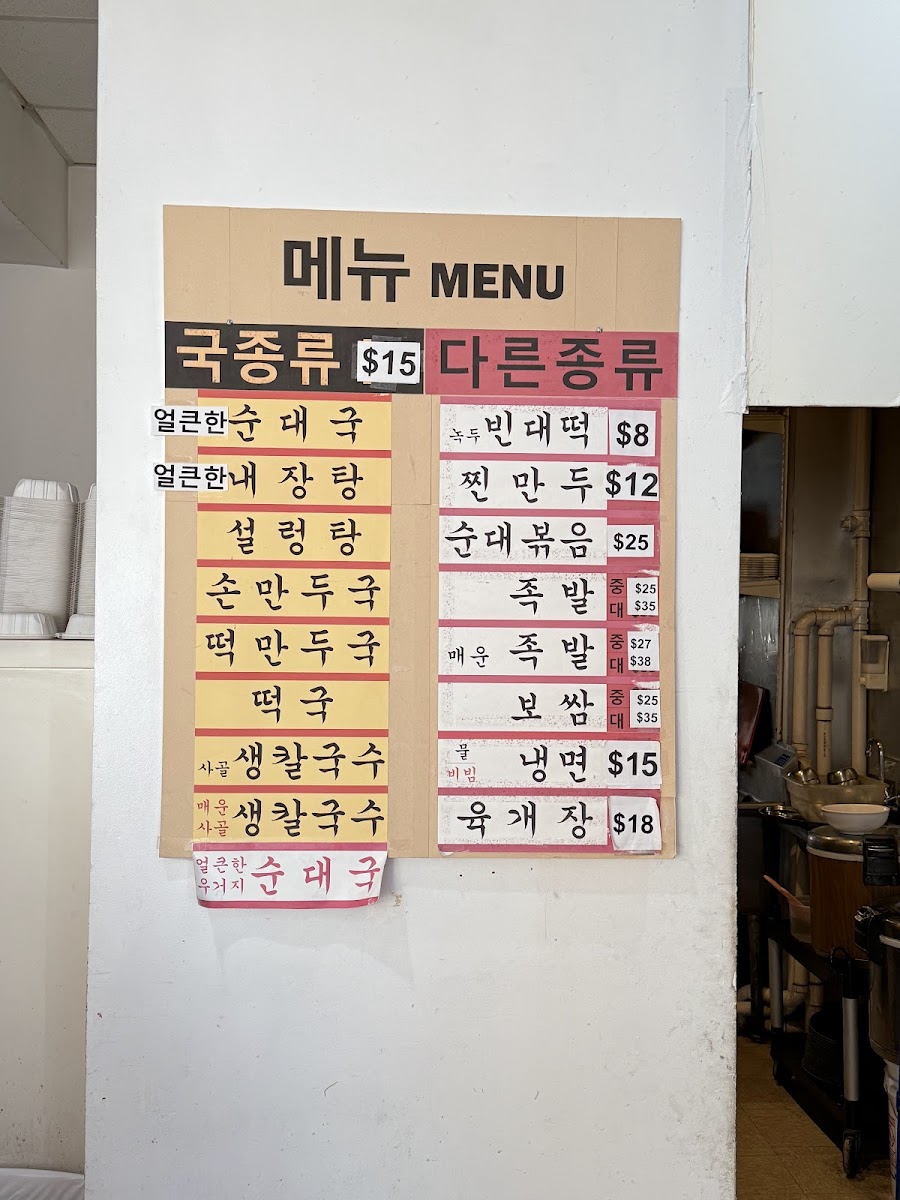 메뉴 MENU
국종류 $15
얼큰한 순대국
얼큰한 내장탕
설렁탕
손만두국
떡만두국
떡국
사골 생칼국수
매운 사골 생칼국수
얼큰한 우거지 순대국
다른종류
녹두 빈대떡 $8
찐만두 $12
순대볶음 $25
족발 중 $25
대 $35
매운 족발 중 $27
대 $38
보쌈 중 $25
대 $35
물 비빔 냉면 $15
육개장 $18